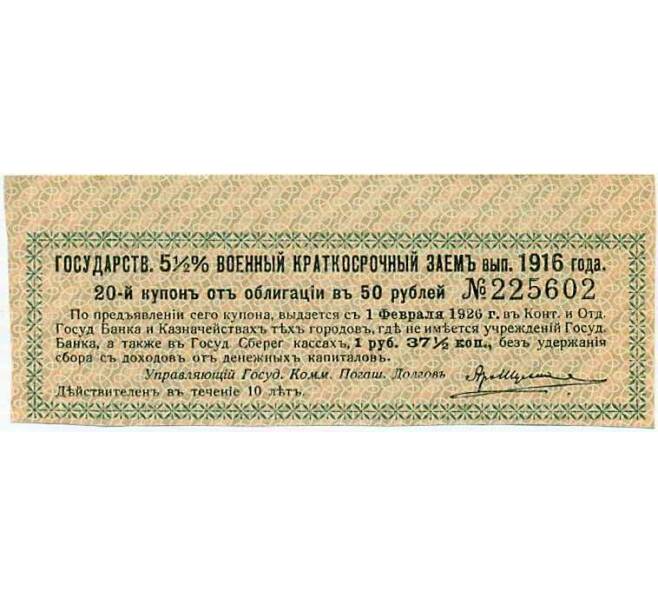 ГОСУДАРСТВ. 5½% ВОЕННЫЙ КРАТКОСРОЧНЫЙ ЗАЕМЪ вып. 1916 года.
20-й купонъ отъ облигаціи въ 50 рублей №225602
По предъявленіи сего купона, выдается съ 1 Февраля 1926 г. въ Конт. и Отд.
Госуд Банка и Казначействахъ тѣхъ городовъ, гдѣ не имѣется учрежденій Госуд.
Банка, а также въ Госуд Сберег кассахъ, 1 руб. 37½ коп., безъ удержанія
сбора съ доходовъ отъ денежныхъ капиталовъ.
Управляющій Госуд. Комм. Погаш. Долговъ
Дѣйствителенъ въ теченіе 10 лѣтъ.